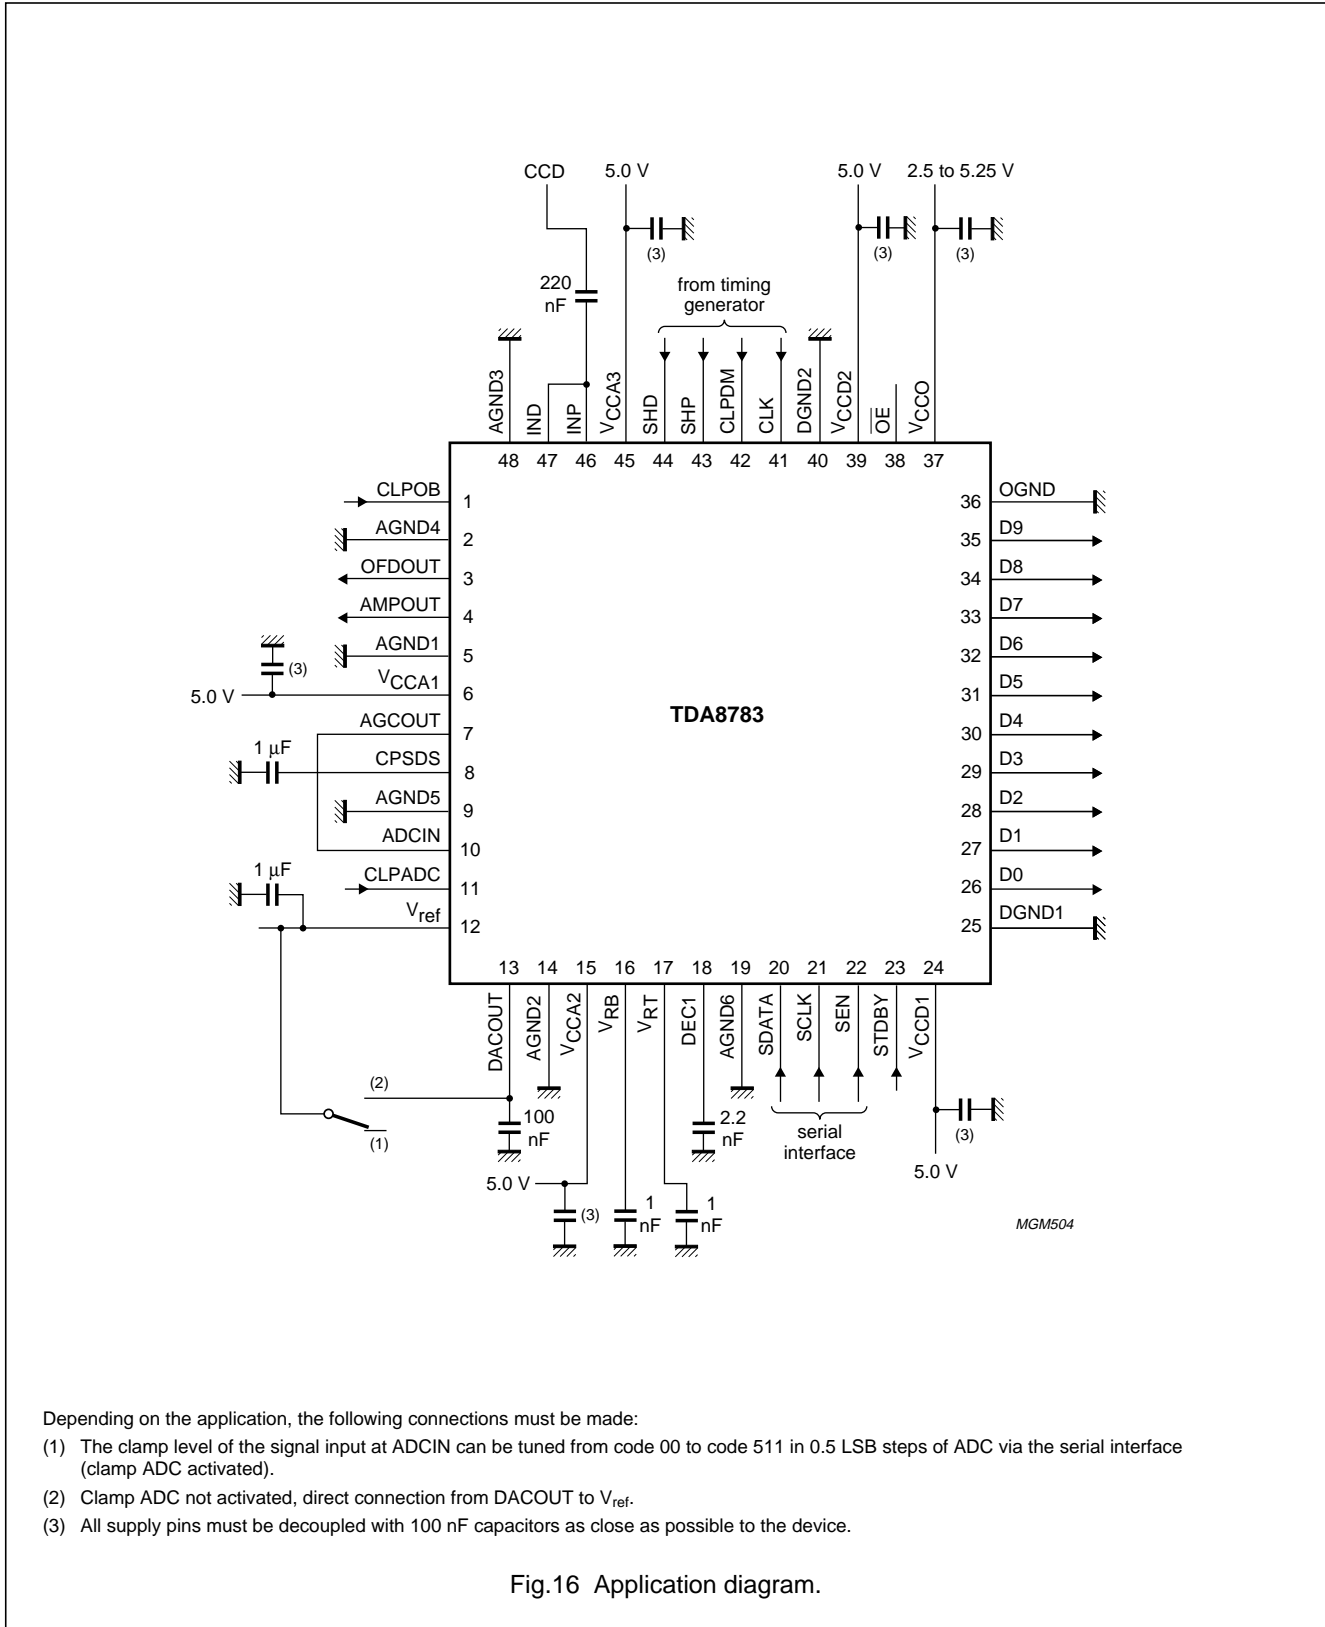 CCD
5.0 V
5.0 V
2.5 to 5.25 V
(3)
(3)
(3)
220
nF
from timing
generator
AGND3
IND
INP
VCCA3
SHD
SHP
CLPDM
CLK
DGND2
VCCD2
OE
VCCO
48 47 46 45 44 43 42 41 40 39 38 37
CLPOB
1
AGND4
2
OFDOUT
3
AMPOUT
4
AGND1
5
(3)
5.0 V
VCCA1
6
AGCOUT
7
1 μF
CPSDS
8
AGND5
9
ADCIN
10
1 μF
CLPADC
11
Vref
12
TDA8783
36 OGND
35 D9
34 D8
33 D7
32 D6
31 D5
30 D4
29 D3
28 D2
27 D1
26 D0
25 DGND1
13 14 15 16 17 18 19 20 21 22 23 24
DACOUT
AGND2
VCCA2
VRB
VRT
DEC1
AGND6
SDATA
SCLK
SEN
STDBY
VCCD1
(2)
(1)
100
nF
2.2
nF
serial
interface
(3)
5.0 V
5.0 V
(3)
1
nF
1
nF
MGM504
Depending on the application, the following connections must be made:
(1) The clamp level of the signal input at ADCIN can be tuned from code 00 to code 511 in 0.5 LSB steps of ADC via the serial interface
(clamp ADC activated).
(2) Clamp ADC not activated, direct connection from DACOUT to Vref.
(3) All supply pins must be decoupled with 100 nF capacitors as close as possible to the device.
Fig.16 Application diagram.